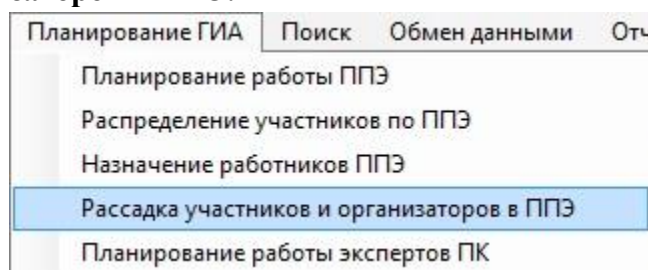 Планирование ГИА Поиск Обмен данными Отч
Планирование работы ППЭ
Распределение участников по ППЭ
Назначение работников ППЭ
Рассадка участников и организаторов в ППЭ
Планирование работы экспертов ПК